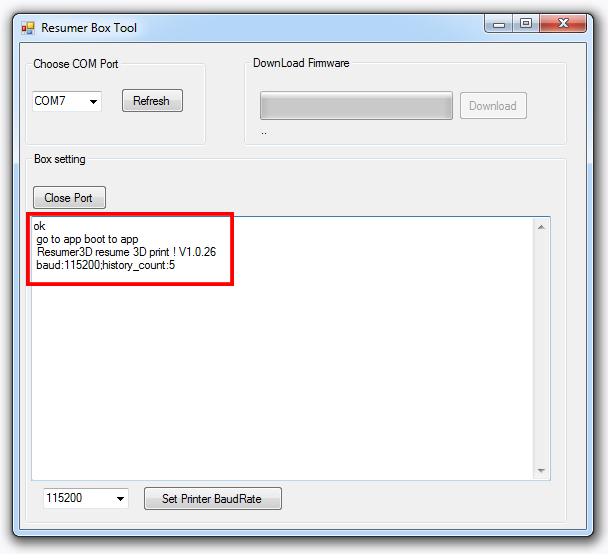 Resumer Box Tool
Choose COM Port
DownLoad Firmware
COM7
Refresh
Download
..
Box setting
Close Port
ok
go to app boot to app
Resumer3D resume 3D print ! V1.0.26
baud:115200;history_count:5
115200
Set Printer BaudRate